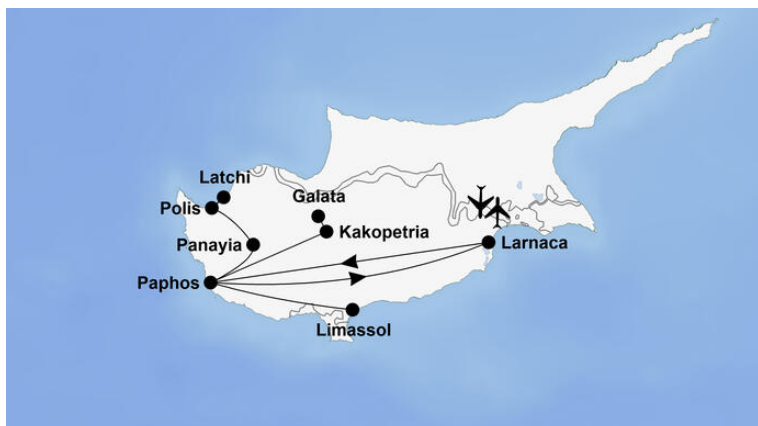 Latchi
Galata
Polis
Kakopetria
Panayia
Larnaca
Paphos
Limassol